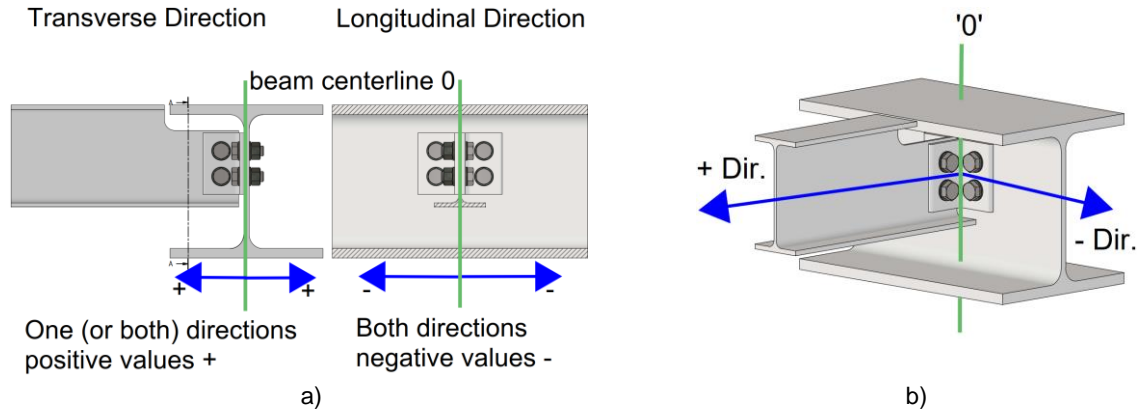 Transverse Direction
Longitudinal Direction
beam centerline 0
A
A
+
+
-
-
One (or both) directions
positive values +
Both directions
negative values -
a)
'0'
+ Dir.
- Dir.
b)